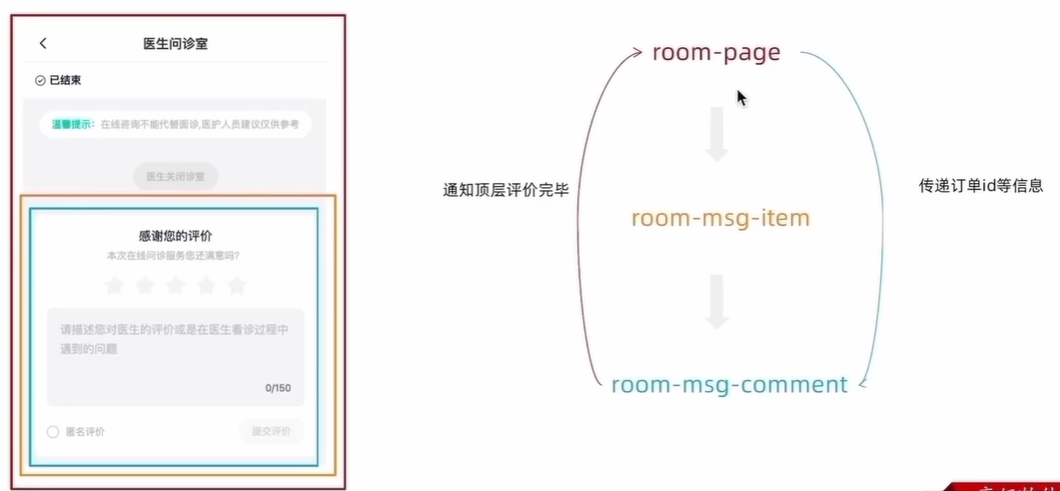 医生问诊室
已结束
温馨提示：在线咨询不能代替面诊,医护人员建议仅供参考
医生关闭诊室
感谢您的评价
本次在线问诊服务您还满意吗?
请描述您对医生的评价或是在医生看诊过程中
遇到的问题
0/150
匿名评价
提交评价
room-page
通知顶层评价完毕
传递订单id等信息
room-msg-item
room-msg-comment